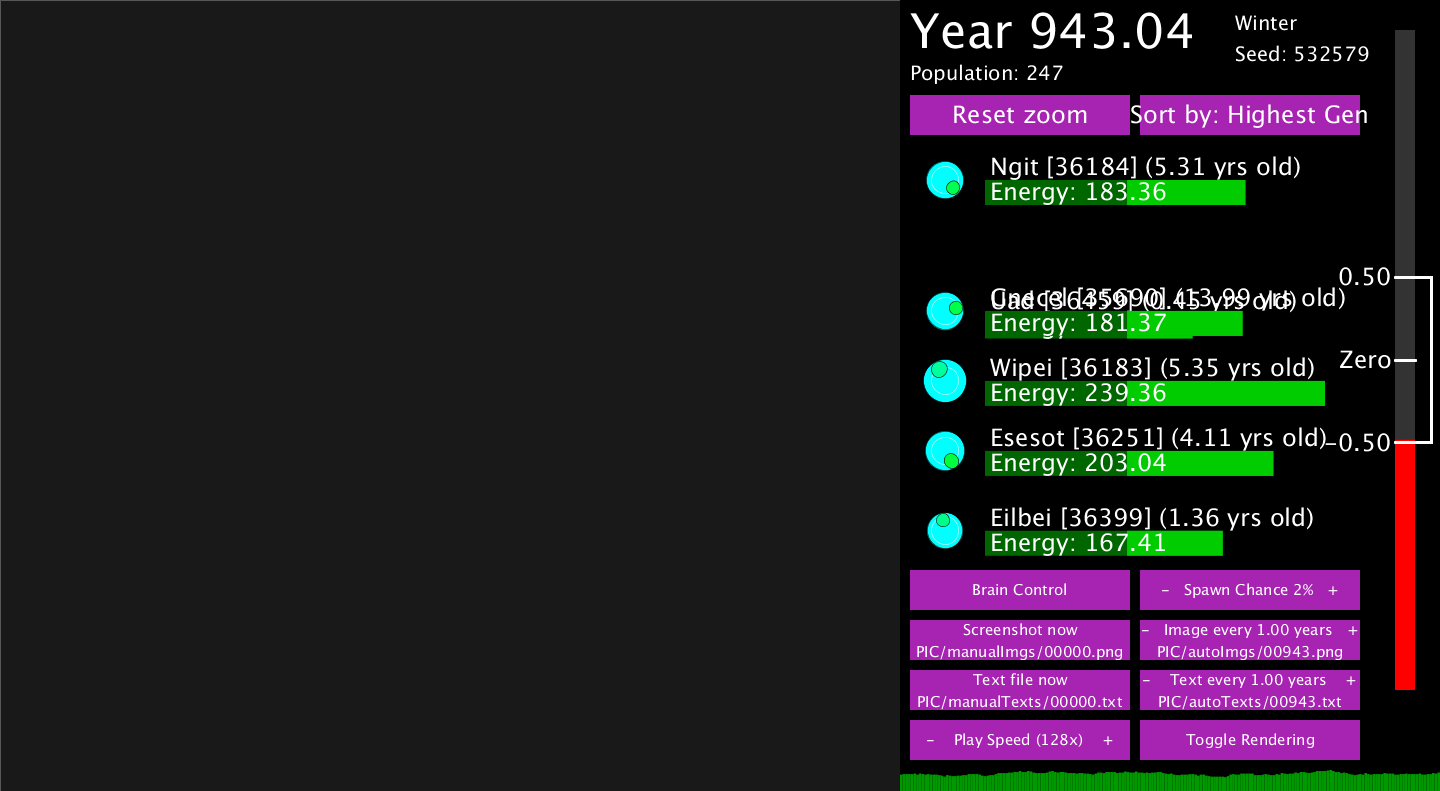 Year 943.04
Winter
Seed: 532579
Population: 247
Reset zoom
Sort by: Highest Gen
Ngit [36184] (5.31 yrs old)
Energy: 183.36
0.50
Energy: 181.37
Zero
Wipei [36183] (5.35 yrs old)
Energy: 239.36
Esesot [36251] (4.11 yrs old)
-0.50
Energy: 203.04
Eilbei [36399] (1.36 yrs old)
Energy: 167.41
Brain Control
- Spawn Chance 2% +
Screenshot now
PIC/manualImgs/00000.png
- Image every 1.00 years +
PIC/autoImgs/00943.png
Text file now
PIC/manualTexts/00000.txt
- Text every 1.00 years +
PIC/autoTexts/00943.txt
- Play Speed (128x) +
Toggle Rendering